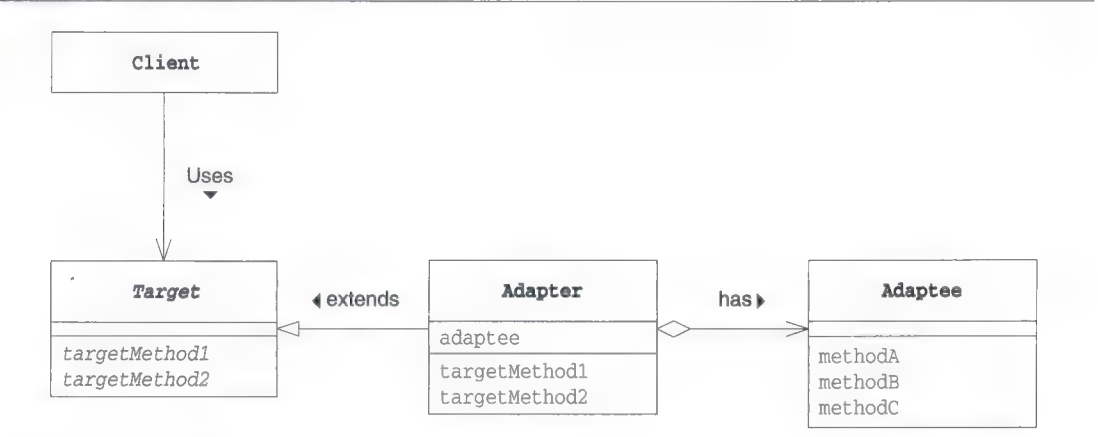 Client
Uses
Target
targetMethod1
targetMethod2
extends
Adapter
adaptee
targetMethod1
targetMethod2
has
Adaptee
methodA
methodB
methodC